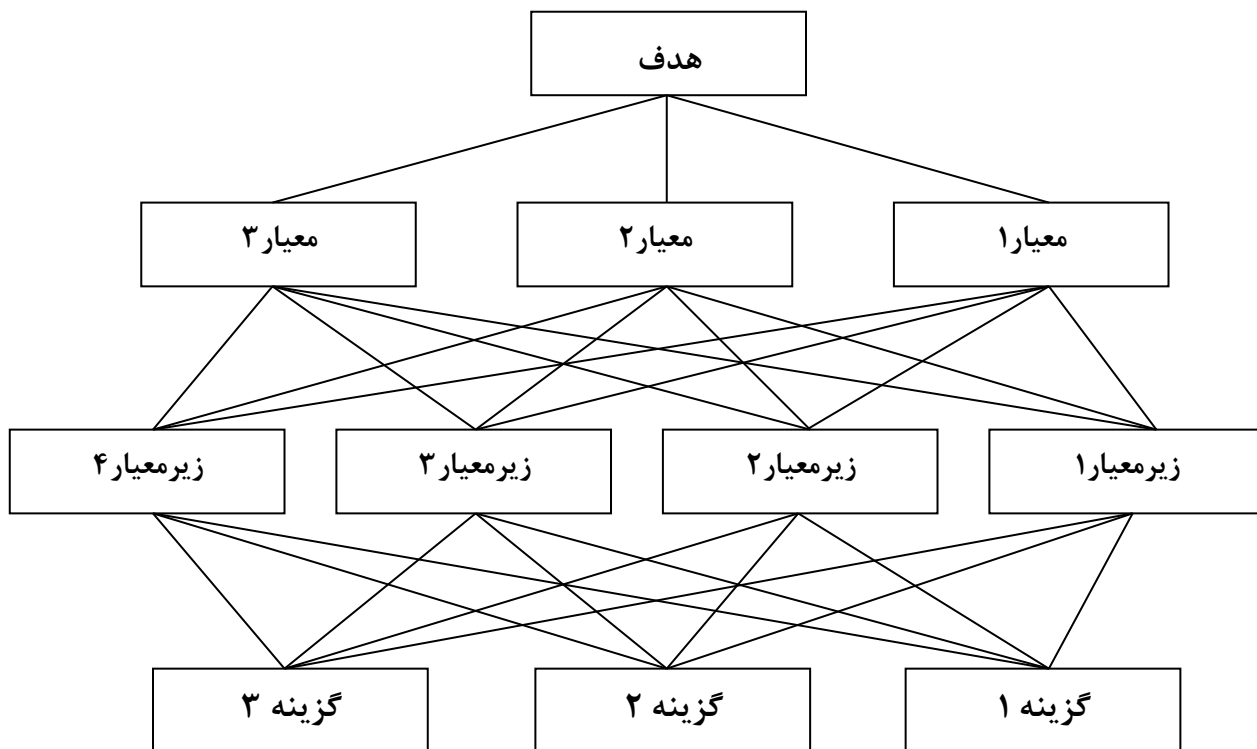 هدف
معیار۱
معیار۲
معیار۳
زیرمعیار۱
زیرمعیار۲
زیرمعیار۳
زیرمعیار۴
گزینه ۱
گزینه ۲
گزینه ۳